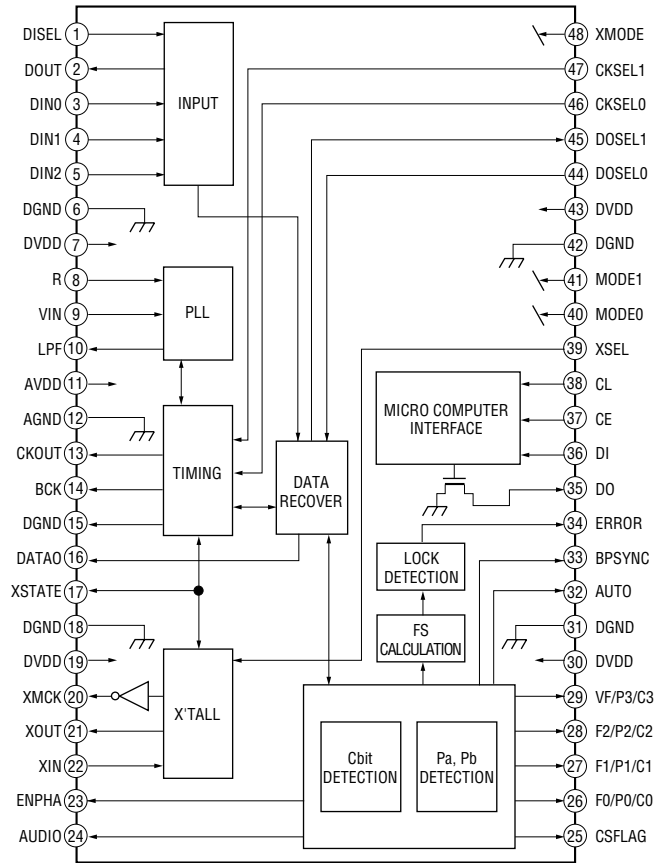 DISEL 1
DOUT 2
DIN0 3
DIN1 4
DIN2 5
DGND 6
DVDD 7
R 8
VIN 9
LPF 10
AVDD 11
AGND 12
CKOUT 13
BCK 14
DGND 15
DATAO 16
XSTATE 17
DGND 18
DVDD 19
XMCK 20
XOUT 21
XIN 22
ENPHA 23
AUDIO 24
INPUT
PLL
TIMING
DATA
RECOVER
X'TALL
MICRO COMPUTER
INTERFACE
LOCK
DETECTION
FS
CALCULATION
Cbit
DETECTION
Pa, Pb
DETECTION
48 XMODE
47 CKSEL1
46 CKSEL0
45 DOSEL1
44 DOSEL0
43 DVDD
42 DGND
41 MODE1
40 MODE0
39 XSEL
38 CL
37 CE
36 DI
35 DO
34 ERROR
33 BPSYNC
32 AUTO
31 DGND
30 DVDD
29 VF/P3/C3
28 F2/P2/C2
27 F1/P1/C1
26 F0/P0/C0
25 CSFLAG